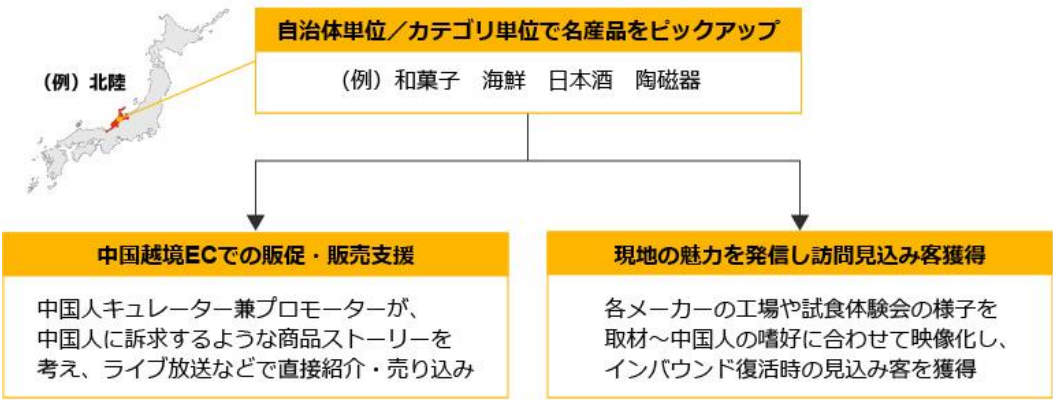 自治体単位／カテゴリ単位で名産品をピックアップ
（例）北陸
（例）和菓子　海鮮　日本酒　陶磁器
中国越境ECでの販促・販売支援
中国人キュレーター兼プロモーターが、
中国人に訴求するような商品ストーリーを
考え、ライブ放送などで直接紹介・売り込み
現地の魅力を発信し訪問見込み客獲得
各メーカーの工場や試食体験会の様子を
取材～中国人の嗜好に合わせて映像化し、
インバウンド復活時の見込み客を獲得